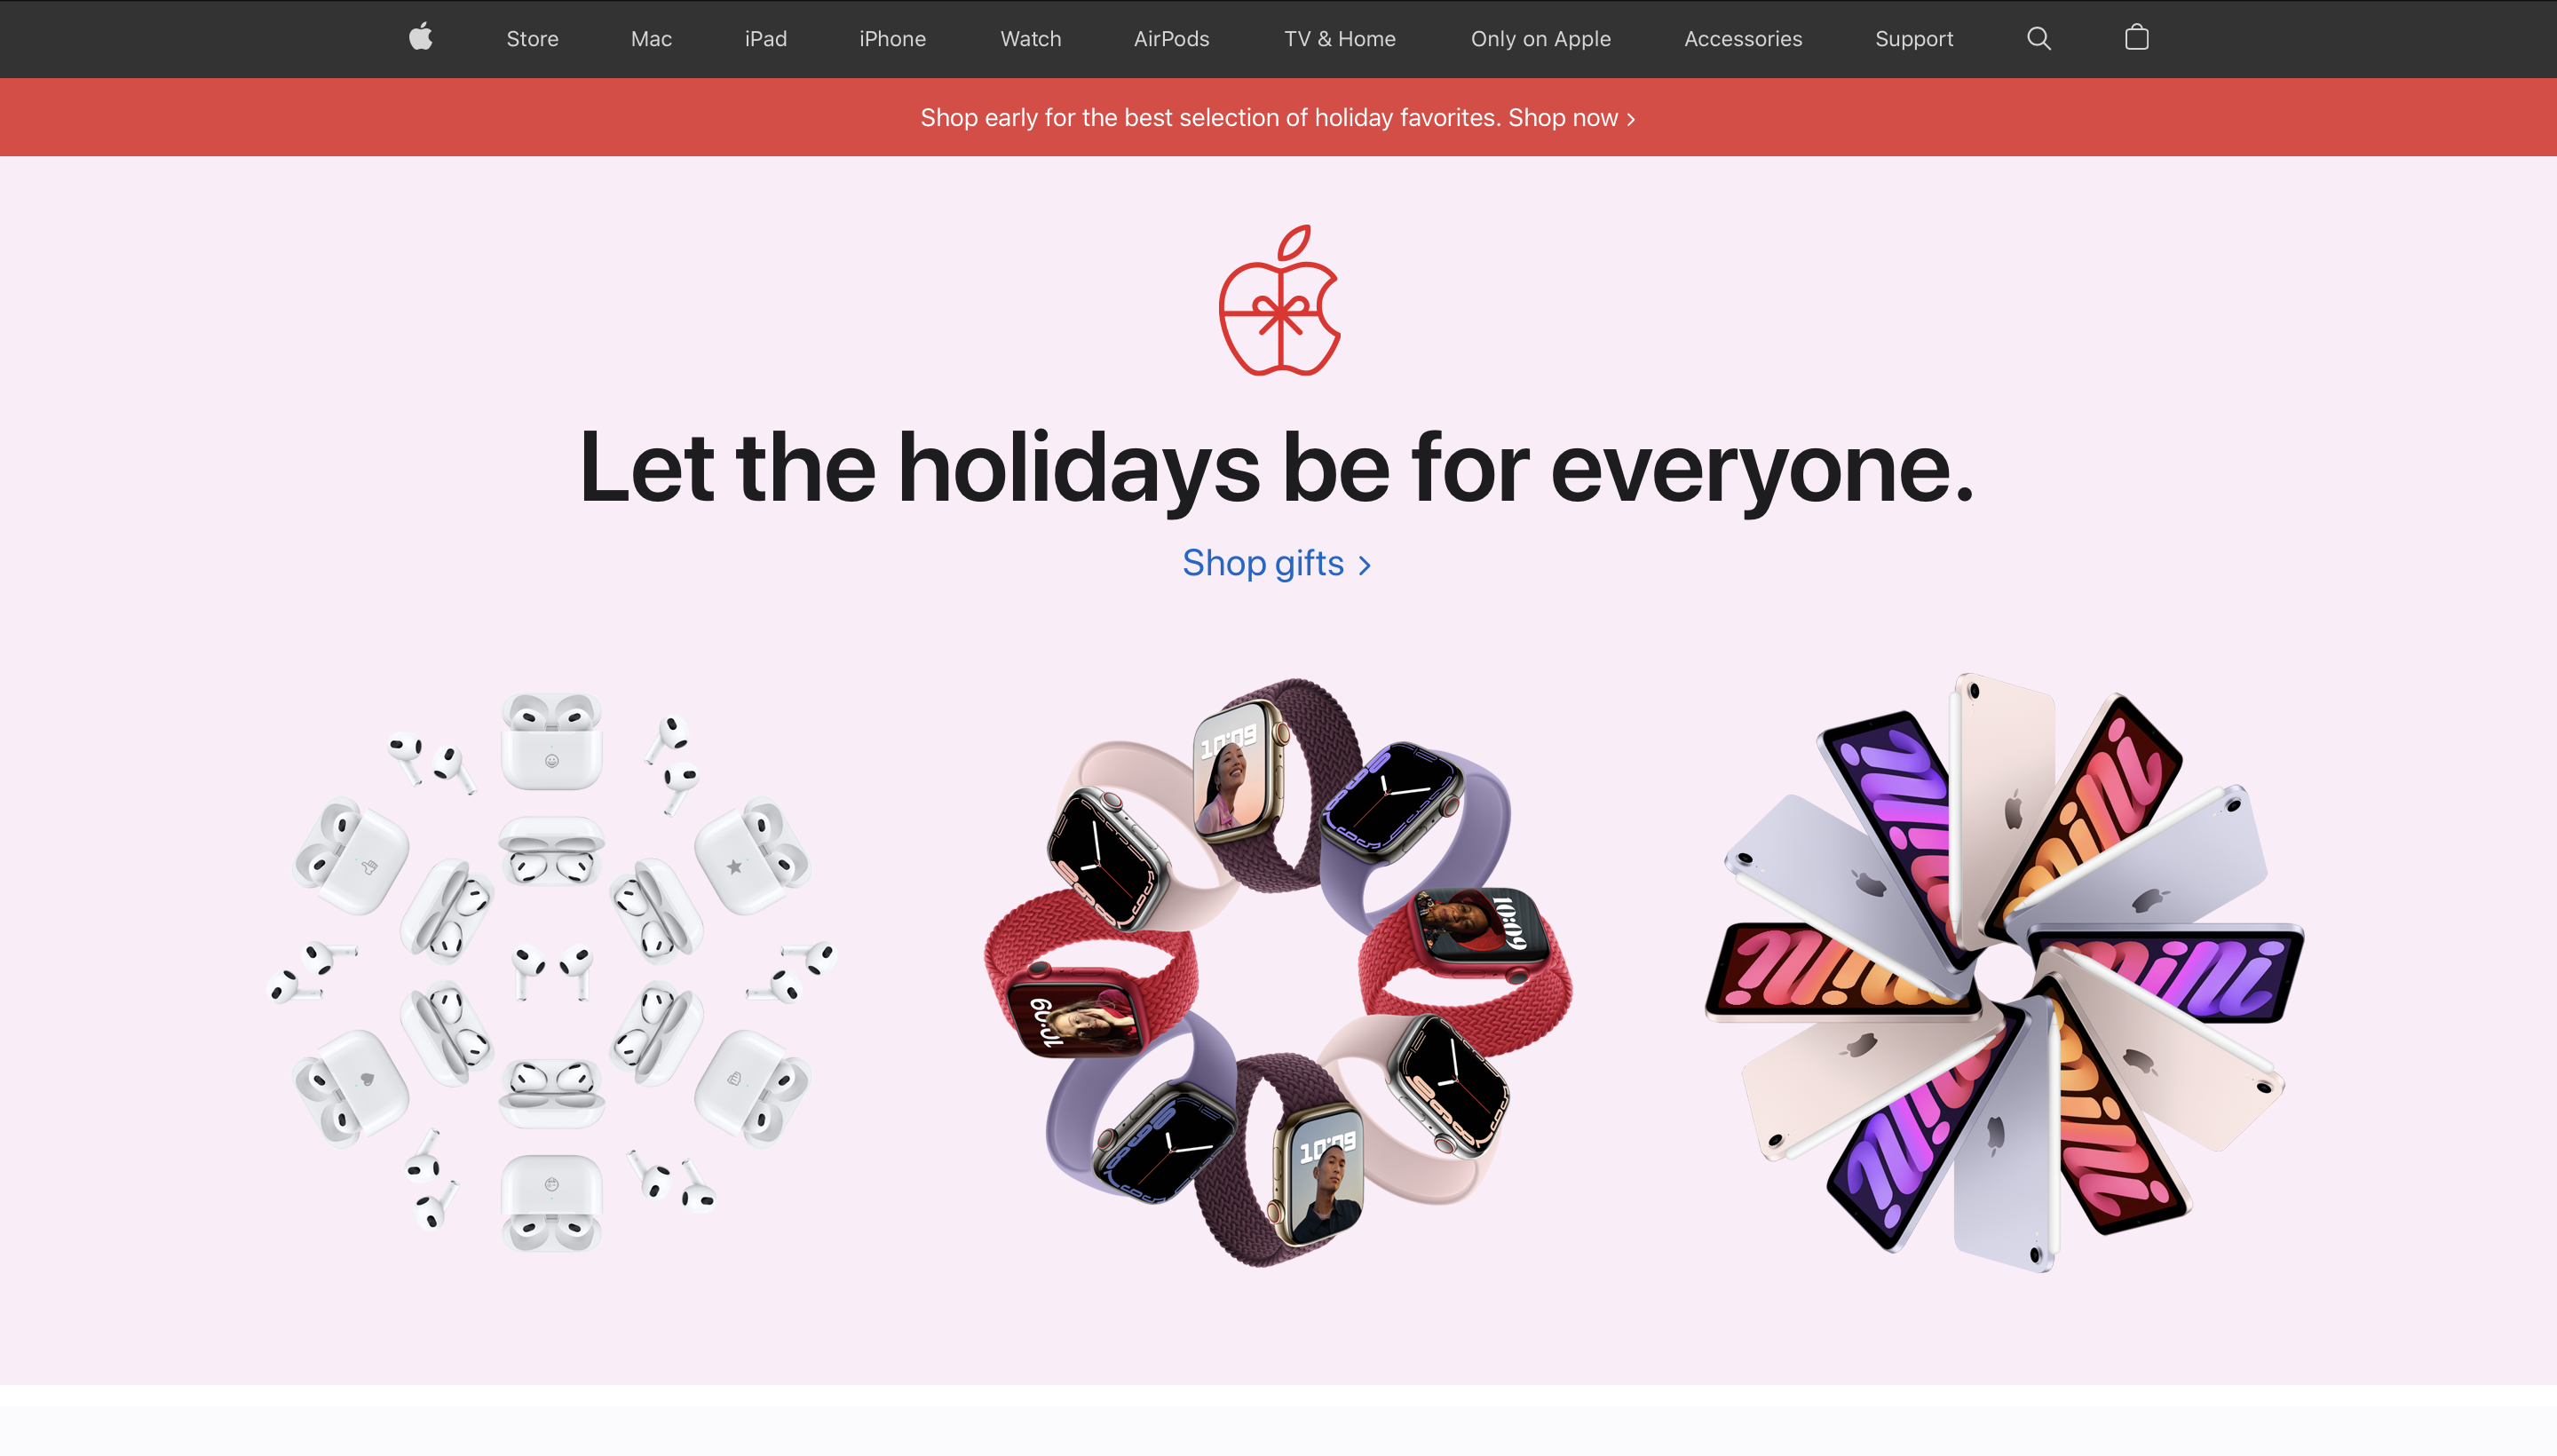 Store Mac iPad iPhone Watch AirPods TV & Home Only on Apple Accessories Support
Shop early for the best selection of holiday favorites. Shop now >
Let the holidays be for everyone.
Shop gifts >
10:09
10:09
10:09
10:09